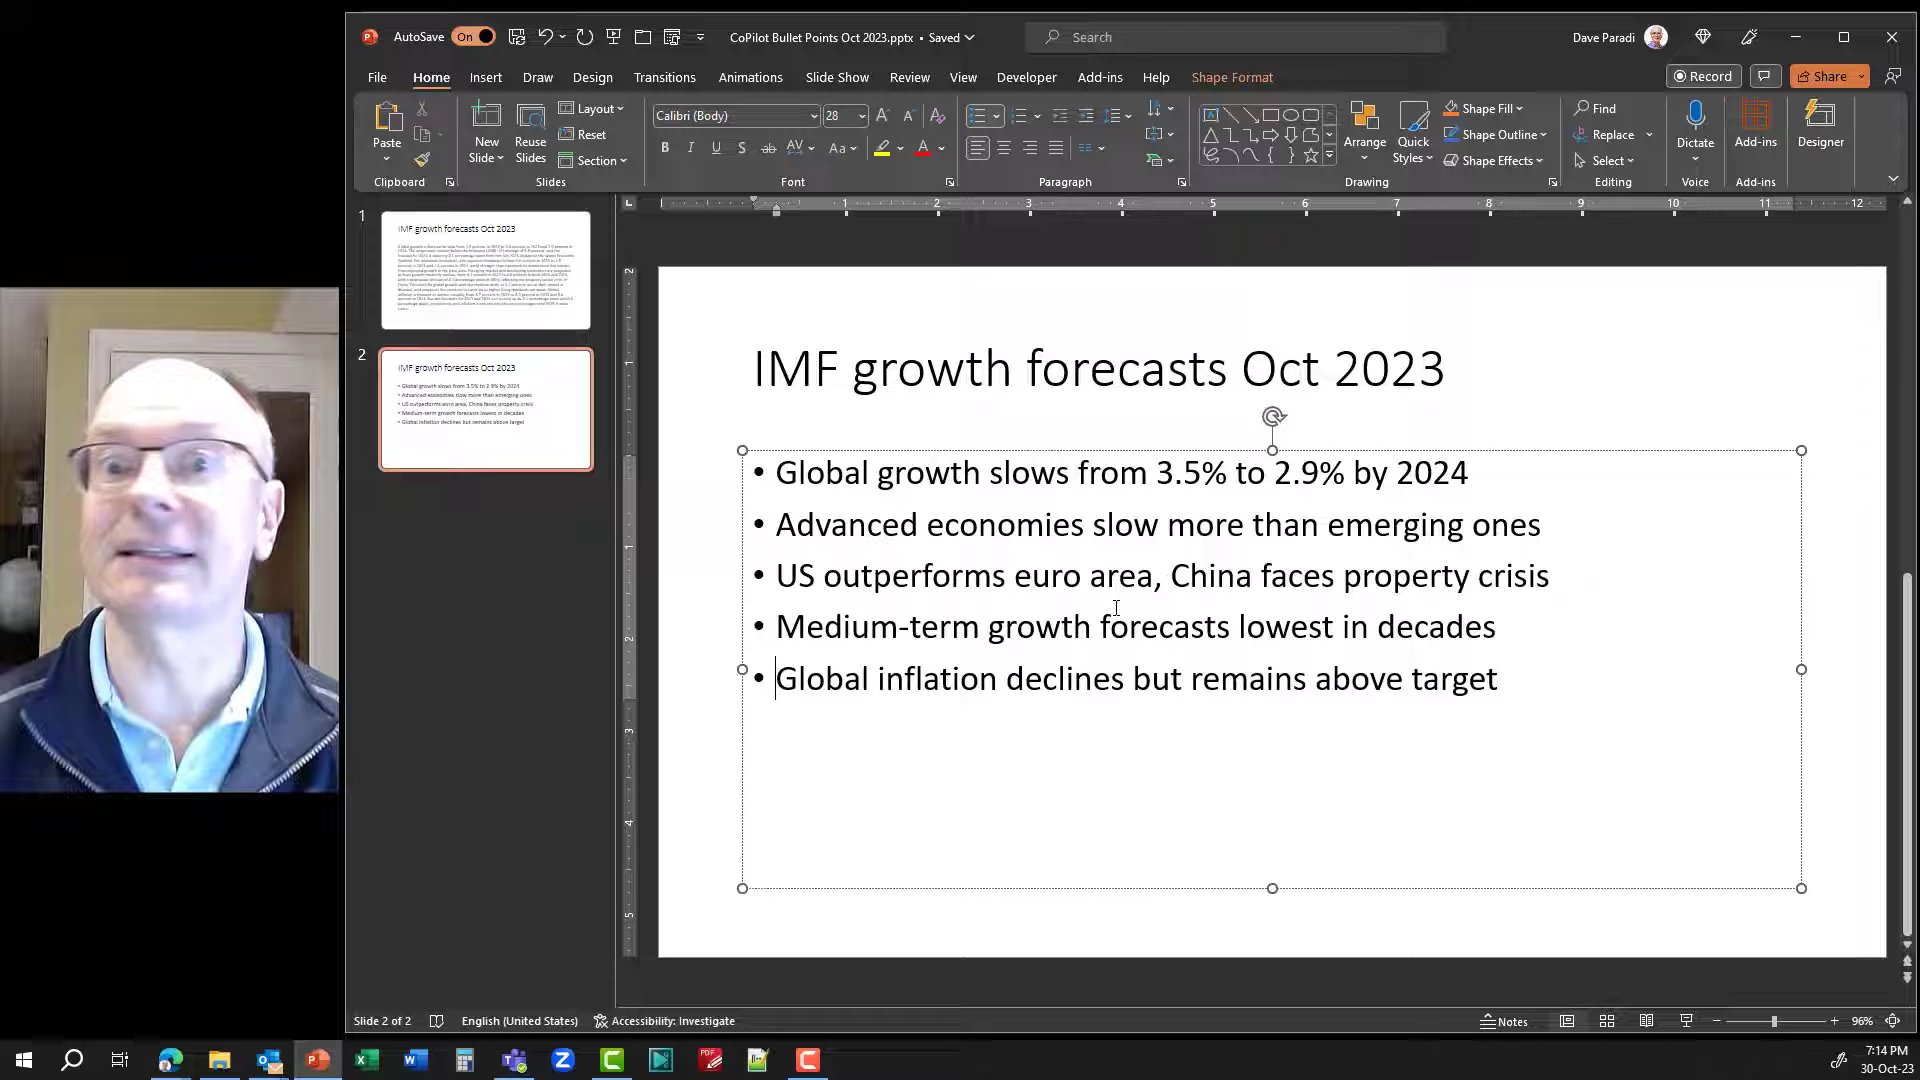 AutoSave On CoPilot Bullet Points Oct 2023.pptx • Saved Search Dave Paradi
File Home Insert Draw Design Transitions Animations Slide Show Review View Developer Add-ins Help Shape Format Record Share
Paste
Clipboard
New Slide
Reuse Slides
Layout
Reset
Section
Slides
Calibri (Body) 28
Font
Paragraph
Arrange
Quick Styles
Shape Fill
Shape Outline
Shape Effects
Drawing
Find
Replace
Select
Editing
Dictate
Voice
Add-ins
Add-ins
Designer
1
IMF growth forecasts Oct 2023
2
IMF growth forecasts Oct 2023
• Global growth slows from 3.5% to 2.9% by 2024
• Advanced economies slow more than emerging ones
• US outperforms euro area, China faces property crisis
• Medium-term growth forecasts lowest in decades
• Global inflation declines but remains above target
IMF growth forecasts Oct 2023
• Global growth slows from 3.5% to 2.9% by 2024
• Advanced economies slow more than emerging ones
• US outperforms euro area, China faces property crisis
• Medium-term growth forecasts lowest in decades
• Global inflation declines but remains above target
Slide 2 of 2 English (United States) Accessibility: Investigate Notes 96%
7:14 PM
30-Oct-23